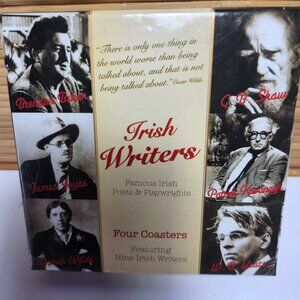 "There is only one thing in
the world worse than being
talked about, and that is not
being talked about." Oscar Wilde
Brendan Behan
G. B. Shaw
Irish
Writers
James Joyce
Famous Irish
Poets & Playwrights
Patrick Kavanagh
Four Coasters
Featuring
Nine Irish Writers
Oscar Wilde
W. B. Yeats